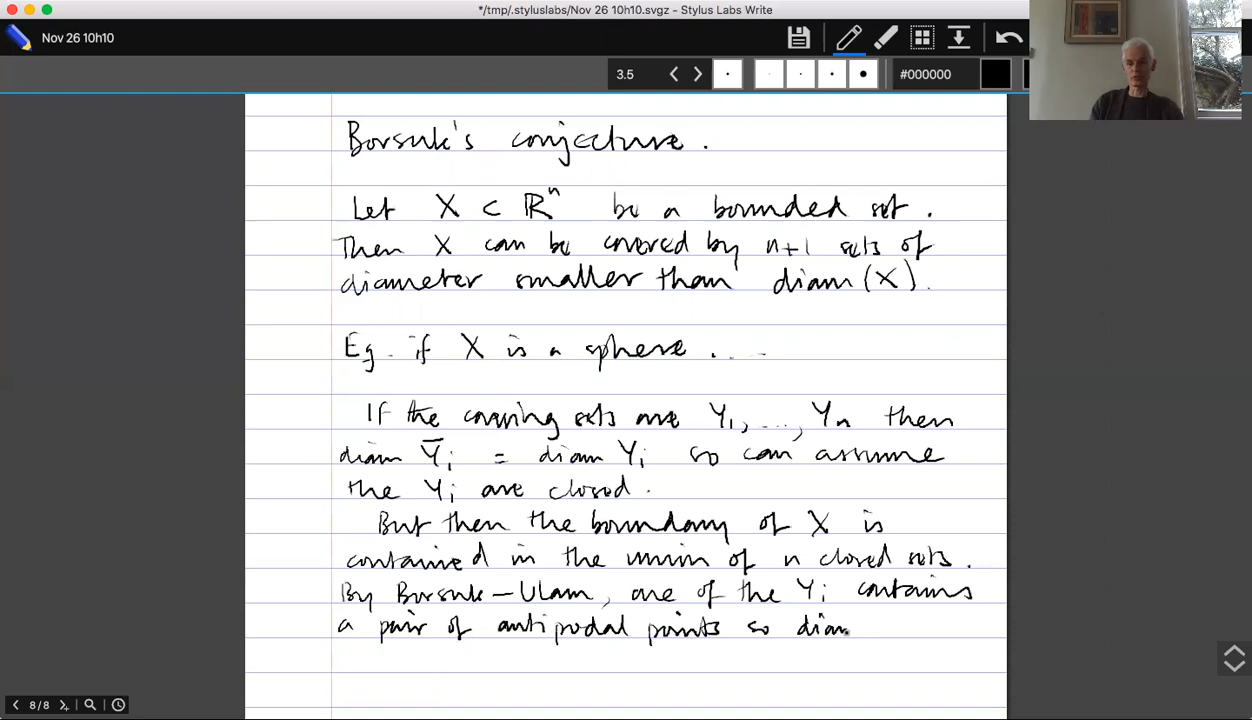 */tmp/.styluslabs/Nov 26 10h10.svgz - Stylus Labs Write
Nov 26 10h10
3.5
#000000
Borsuk's conjecture.
Let X ⊂ ℝⁿ be a bounded set.
Then X can be covered by n+1 sets of
diameter smaller than diam(X).
Eg. if X is a sphere ....
If the covering sets are Y₁, ..., Yₙ then
diam Ȳᵢ = diam Yᵢ so can assume
the Yᵢ are closed.
But then the boundary of X is
contained in the union of n closed sets.
By Borsuk-Ulam, one of the Yᵢ contains
a pair of antipodal points so diam
8/8